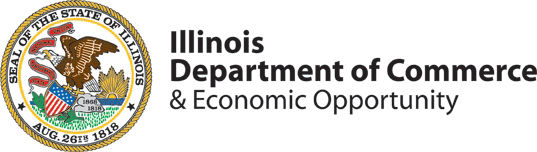 SEAL OF THE STATE OF ILLINOIS
AUG. 26TH 1818
1868
1818
Illinois
Department of Commerce
& Economic Opportunity